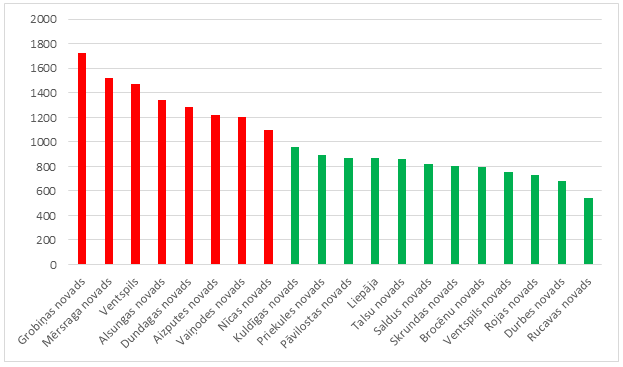 2000
1800
1600
1400
1200
1000
800
600
400
200
0
Grobiņas novads
Mērsraga novads
Ventspils
Alsungas novads
Dundagas novads
Aizputes novads
Vaiņodes novads
Nīcas novads
Kuldīgas novads
Priekules novads
Pāvilostas novads
Liepāja
Talsu novads
Saldus novads
Skrundas novads
Brocēnu novads
Ventspils novads
Rojas novads
Durbes novads
Rucavas novads